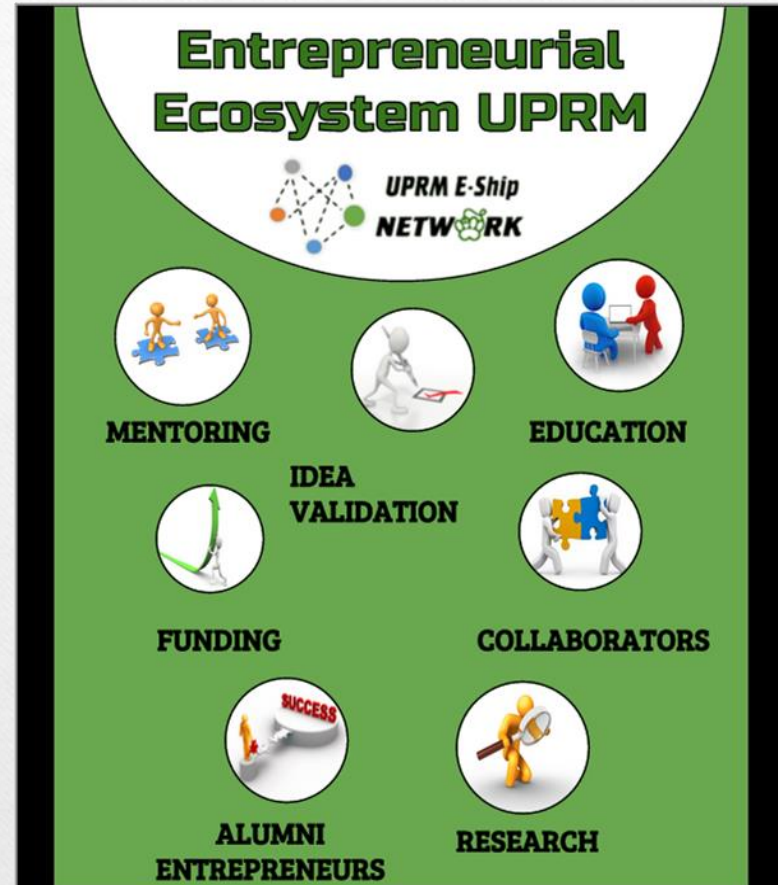 Entrepreneurial
Ecosystem UPRM
UPRM E-Ship
NETWORK
MENTORING
IDEA
VALIDATION
EDUCATION
FUNDING
COLLABORATORS
SUCCESS
ALUMNI
ENTREPRENEURS
RESEARCH